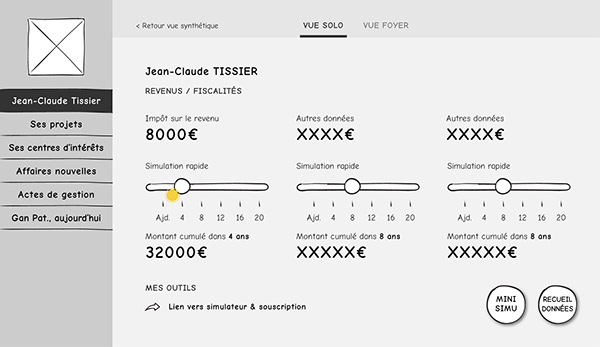 < Retour vue synthétique
VUE SOLO
VUE FOYER
Jean-Claude Tissier
Ses projets
Ses centres d'intérêts
Affaires nouvelles
Actes de gestion
Gan Pat., aujourd'hui
Jean-Claude TISSIER
REVENUS / FISCALITÉS
Impôt sur le revenu
8000€
Simulation rapide
Ajd. 4 8 12 16 20
Montant cumulé dans 4 ans
32000€
Autres données
XXXX€
Simulation rapide
Ajd. 4 8 12 16 20
Montant cumulé dans 8 ans
XXXXX€
Autres données
XXXX€
Simulation rapide
Ajd. 4 8 12 16 20
Montant cumulé dans 8 ans
XXXXX€
MES OUTILS
Lien vers simulateur & souscription
MINI
SIMU
RECUEIL
DONNÉES